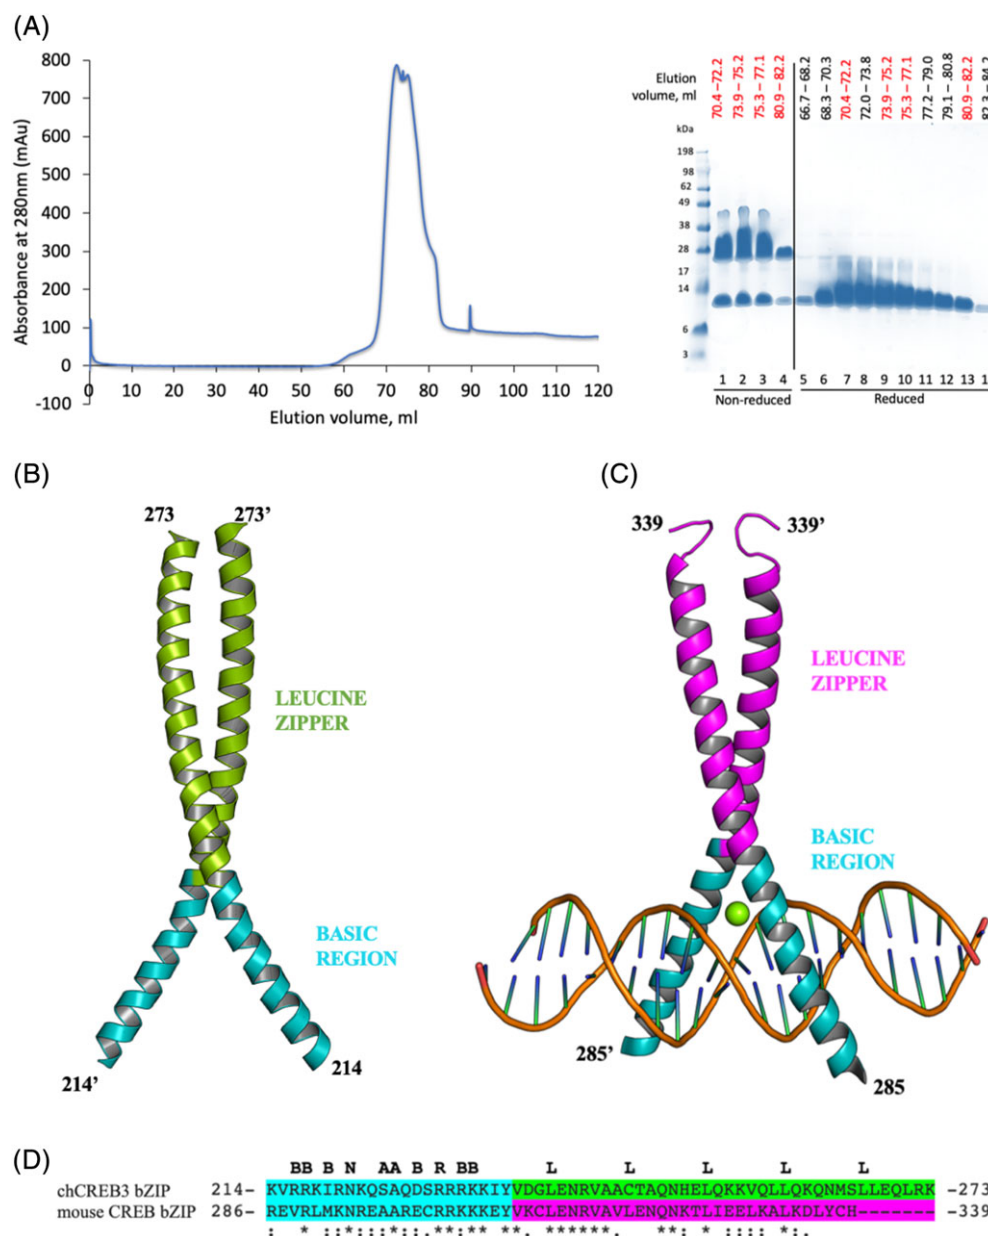 (A)
Absorbance at 280nm (mAu)
800
700
600
500
400
300
200
100
0
-100
0 10 20 30 40 50 60 70 80 90 100 110 120
Elution volume, ml
Elution volume, ml
70.4 –72.2
73.9 – 75.2
75.3 – 77.1
80.9 – 82.2
66.7 – 68.2
68.3 – 70.3
70.4 –72.2
72.0 – 73.8
73.9 – 75.2
75.3 – 77.1
77.2 – 79.0
79.1 – .80.8
80.9 – 82.2
kDa
198
98
62
49
38
28
17
14
6
3
1 2 3 4 5 6 7 8 9 10 11 12 13 1
Non-reduced Reduced
(B)
273 273’
LEUCINE
ZIPPER
BASIC
REGION
214’ 214
(C)
339 339’
LEUCINE
ZIPPER
BASIC
REGION
285’ 285
(D)
BB B N AA B R BB L L L L L
chCREB3 bZIP 214- KVRRKIRNKQSAQDSRRRKKIYVDGLENRVAACTAQNHELQKKVQLLQKQNMSLLEQLRK -273
mouse CREB bZIP 286- REVRLMKNREAARECRRKKKEYVKCLENRVAVLENQNKTLIEELKALKDLYCH------- -339